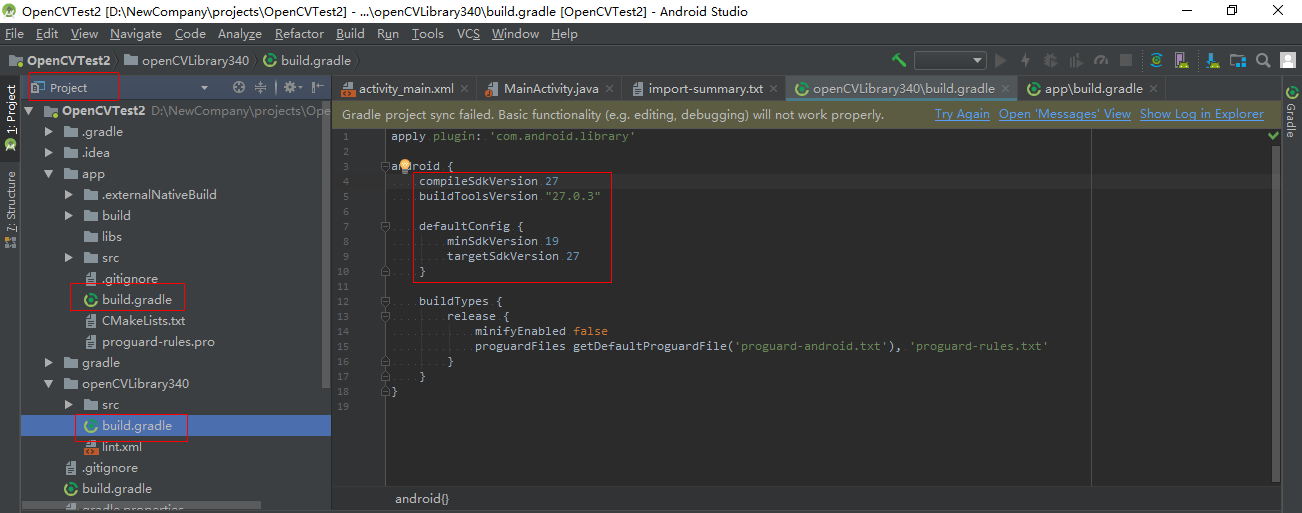 OpenCVTest2 [D:\NewCompany\projects\OpenCVTest2] - ...\openCVLibrary340\build.gradle [OpenCVTest2] - Android Studio
File Edit View Navigate Code Analyze Refactor Build Run Tools VCS Window Help
OpenCVTest2 openCVLibrary340 build.gradle
1: Project
7: Structure
Project
OpenCVTest2 D:\NewCompany\projects\Ope
.gradle
.idea
app
.externalNativeBuild
build
libs
src
.gitignore
build.gradle
CMakeLists.txt
proguard-rules.pro
gradle
openCVLibrary340
src
build.gradle
lint.xml
.gitignore
build.gradle
gradle.properties
activity_main.xml MainActivity.java import-summary.txt openCVLibrary340\build.gradle app\build.gradle
Gradle project sync failed. Basic functionality (e.g. editing, debugging) will not work properly. Try Again Open 'Messages' View Show Log in Explorer
1 apply plugin: 'com.android.library'
2
3 android {
4 compileSdkVersion 27
5 buildToolsVersion "27.0.3"
6
7 defaultConfig {
8 minSdkVersion 19
9 targetSdkVersion 27
10 }
11
12 buildTypes {
13 release {
14 minifyEnabled false
15 proguardFiles getDefaultProguardFile('proguard-android.txt'), 'proguard-rules.txt'
16 }
17 }
18 }
19
android{}
Gradle